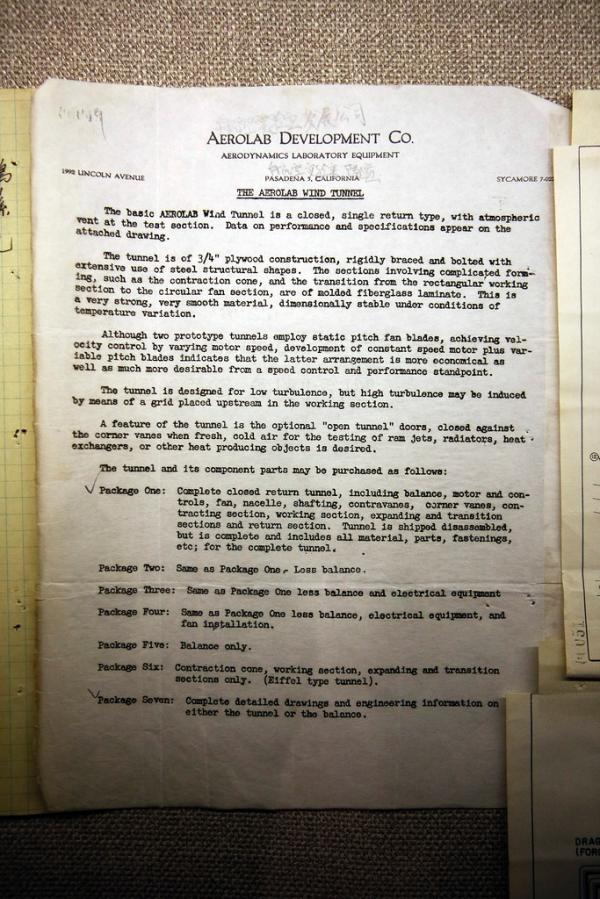 发展公司
AEROLAB DEVELOPMENT CO.
AERODYNAMICS LABORATORY EQUIPMENT
1992 LINCOLN AVENUE
PASADENA 3, CALIFORNIA
SYCAMORE 7-
THE AEROLAB WIND TUNNEL
The basic AEROLAB Wind Tunnel is a closed, single return type, with atmospheric
vent at the test section. Data on performance and specifications appear on the
attached drawing.
The tunnel is of 3/4" plywood construction, rigidly braced and bolted with
extensive use of steel structural shapes. The sections involving complicated form-
ing, such as the contraction cone, and the transition from the rectangular working
section to the circular fan section, are of molded fiberglass laminate. This is
a very strong, very smooth material, dimensionally stable under conditions of
temperature variation.
Although two prototype tunnels employ static pitch fan blades, achieving vel-
ocity control by varying motor speed, development of constant speed motor plus var-
iable pitch blades indicates that the latter arrangement is more economical as
well as much more desirable from a speed control and performance standpoint.
The tunnel is designed for low turbulence, but high turbulence may be induced
by means of a grid placed upstream in the working section.
A feature of the tunnel is the optional "open tunnel" doors, closed against
the corner vanes when fresh, cold air for the testing of ram jets, radiators, heat
exchangers, or other heat producing objects is desired.
The tunnel and its component parts may be purchased as follows:
Package One: Complete closed return tunnel, including balance, motor and con-
trols, fan, nacelle, shafting, contravanes, corner vanes, con-
tracting section, working section, expanding and transition
sections and return section. Tunnel is shipped disassembled,
but is complete and includes all material, parts, fastenings,
etc; for the complete tunnel.
Package Two: Same as Package One - Less balance.
Package Three: Same as Package One less balance and electrical equipment
Package Four: Same as Package One less balance, electrical equipment, and
fan installation.
Package Five: Balance only.
Package Six: Contraction cone, working section, expanding and transition
sections only. (Eiffel type tunnel).
Package Seven: Complete detailed drawings and engineering information on
either the tunnel or the balance.
DRAG
(FORC